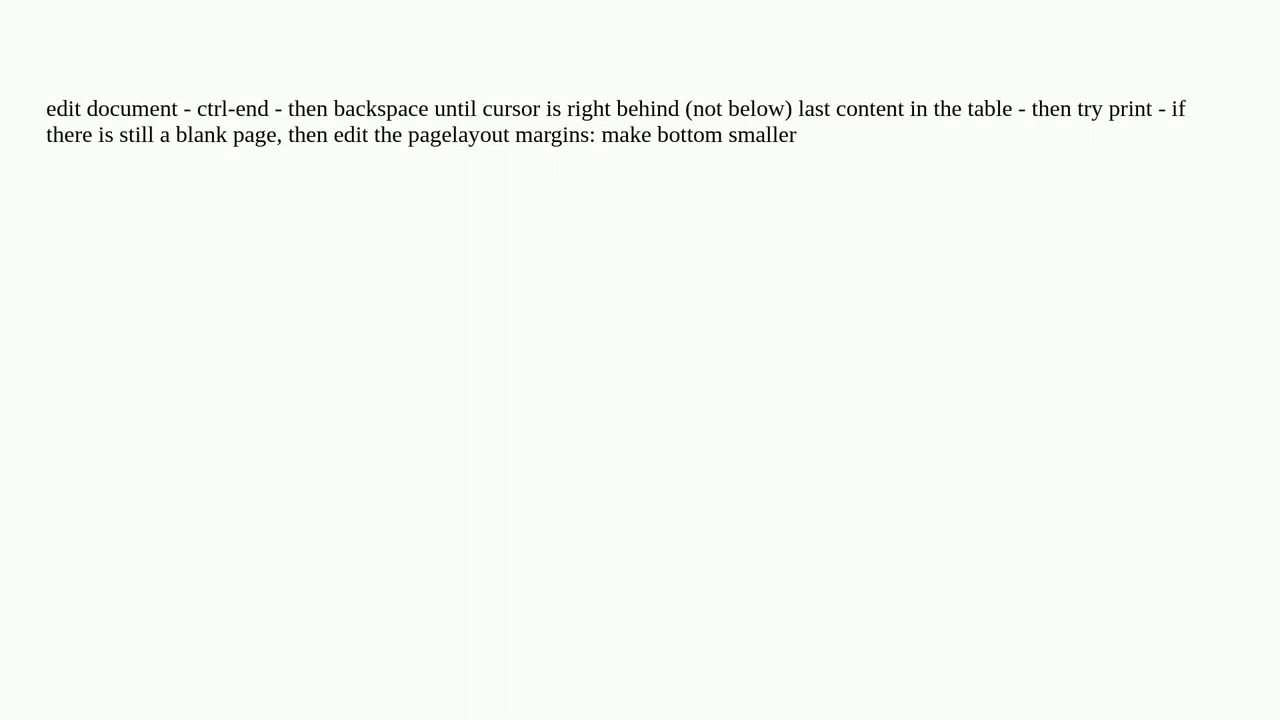 edit document - ctrl-end - then backspace until cursor is right behind (not below) last content in the table - then try print - if
there is still a blank page, then edit the pagelayout margins: make bottom smaller